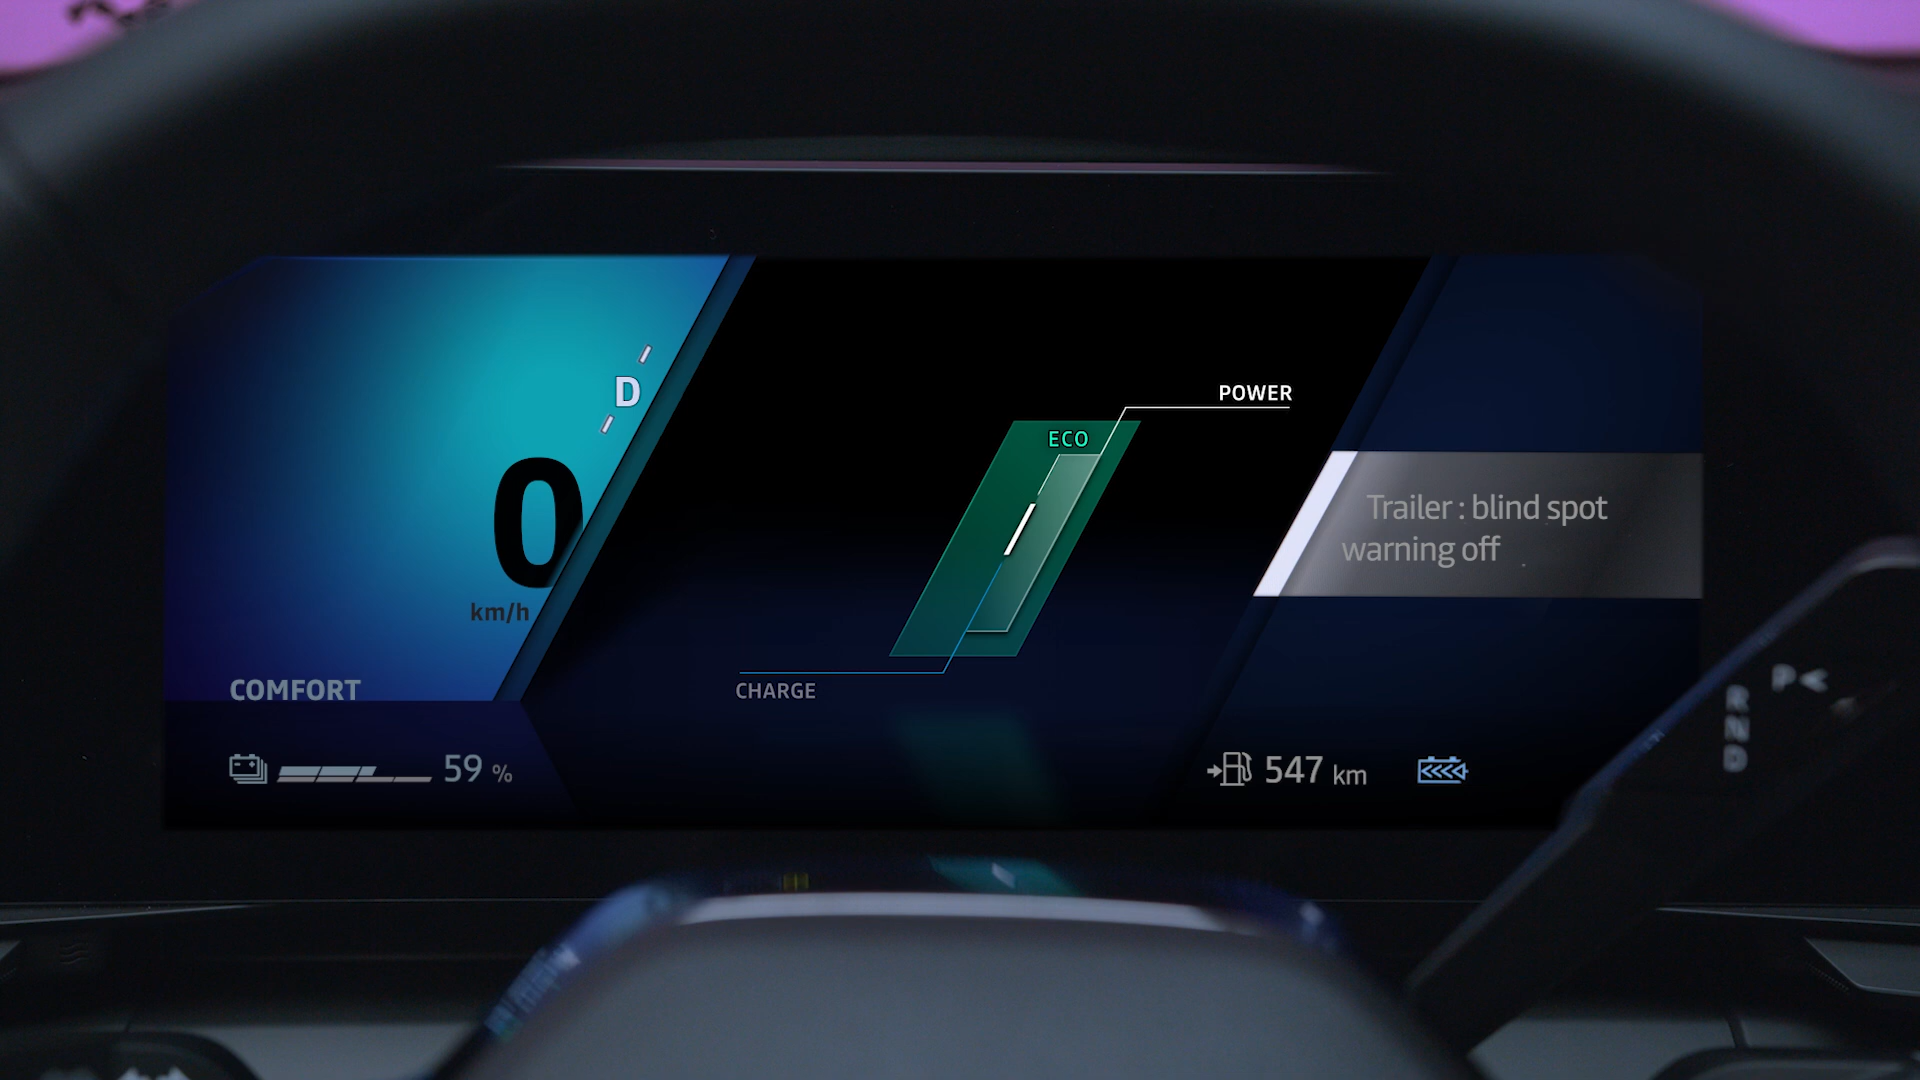 D
0
km/h
COMFORT
59 %
POWER
ECO
CHARGE
Trailer : blind spot
warning off
547 km
P
R
N
D